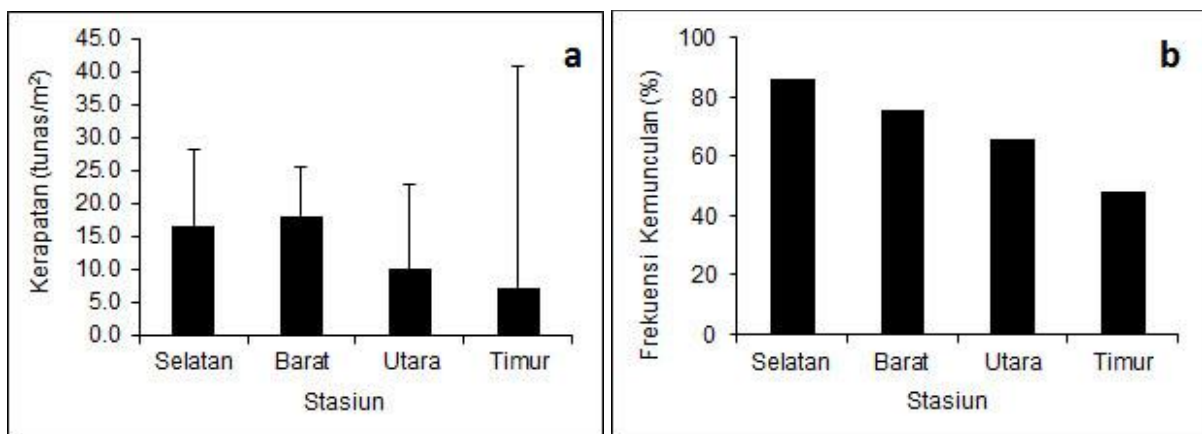 a
Kerapatan (tunas/m²)
45.0
40.0
35.0
30.0
25.0
20.0
15.0
10.0
5.0
0.0
Selatan Barat Utara Timur
Stasiun
b
Frekuensi Kemunculan (%)
100
80
60
40
20
0
Selatan Barat Utara Timur
Stasiun